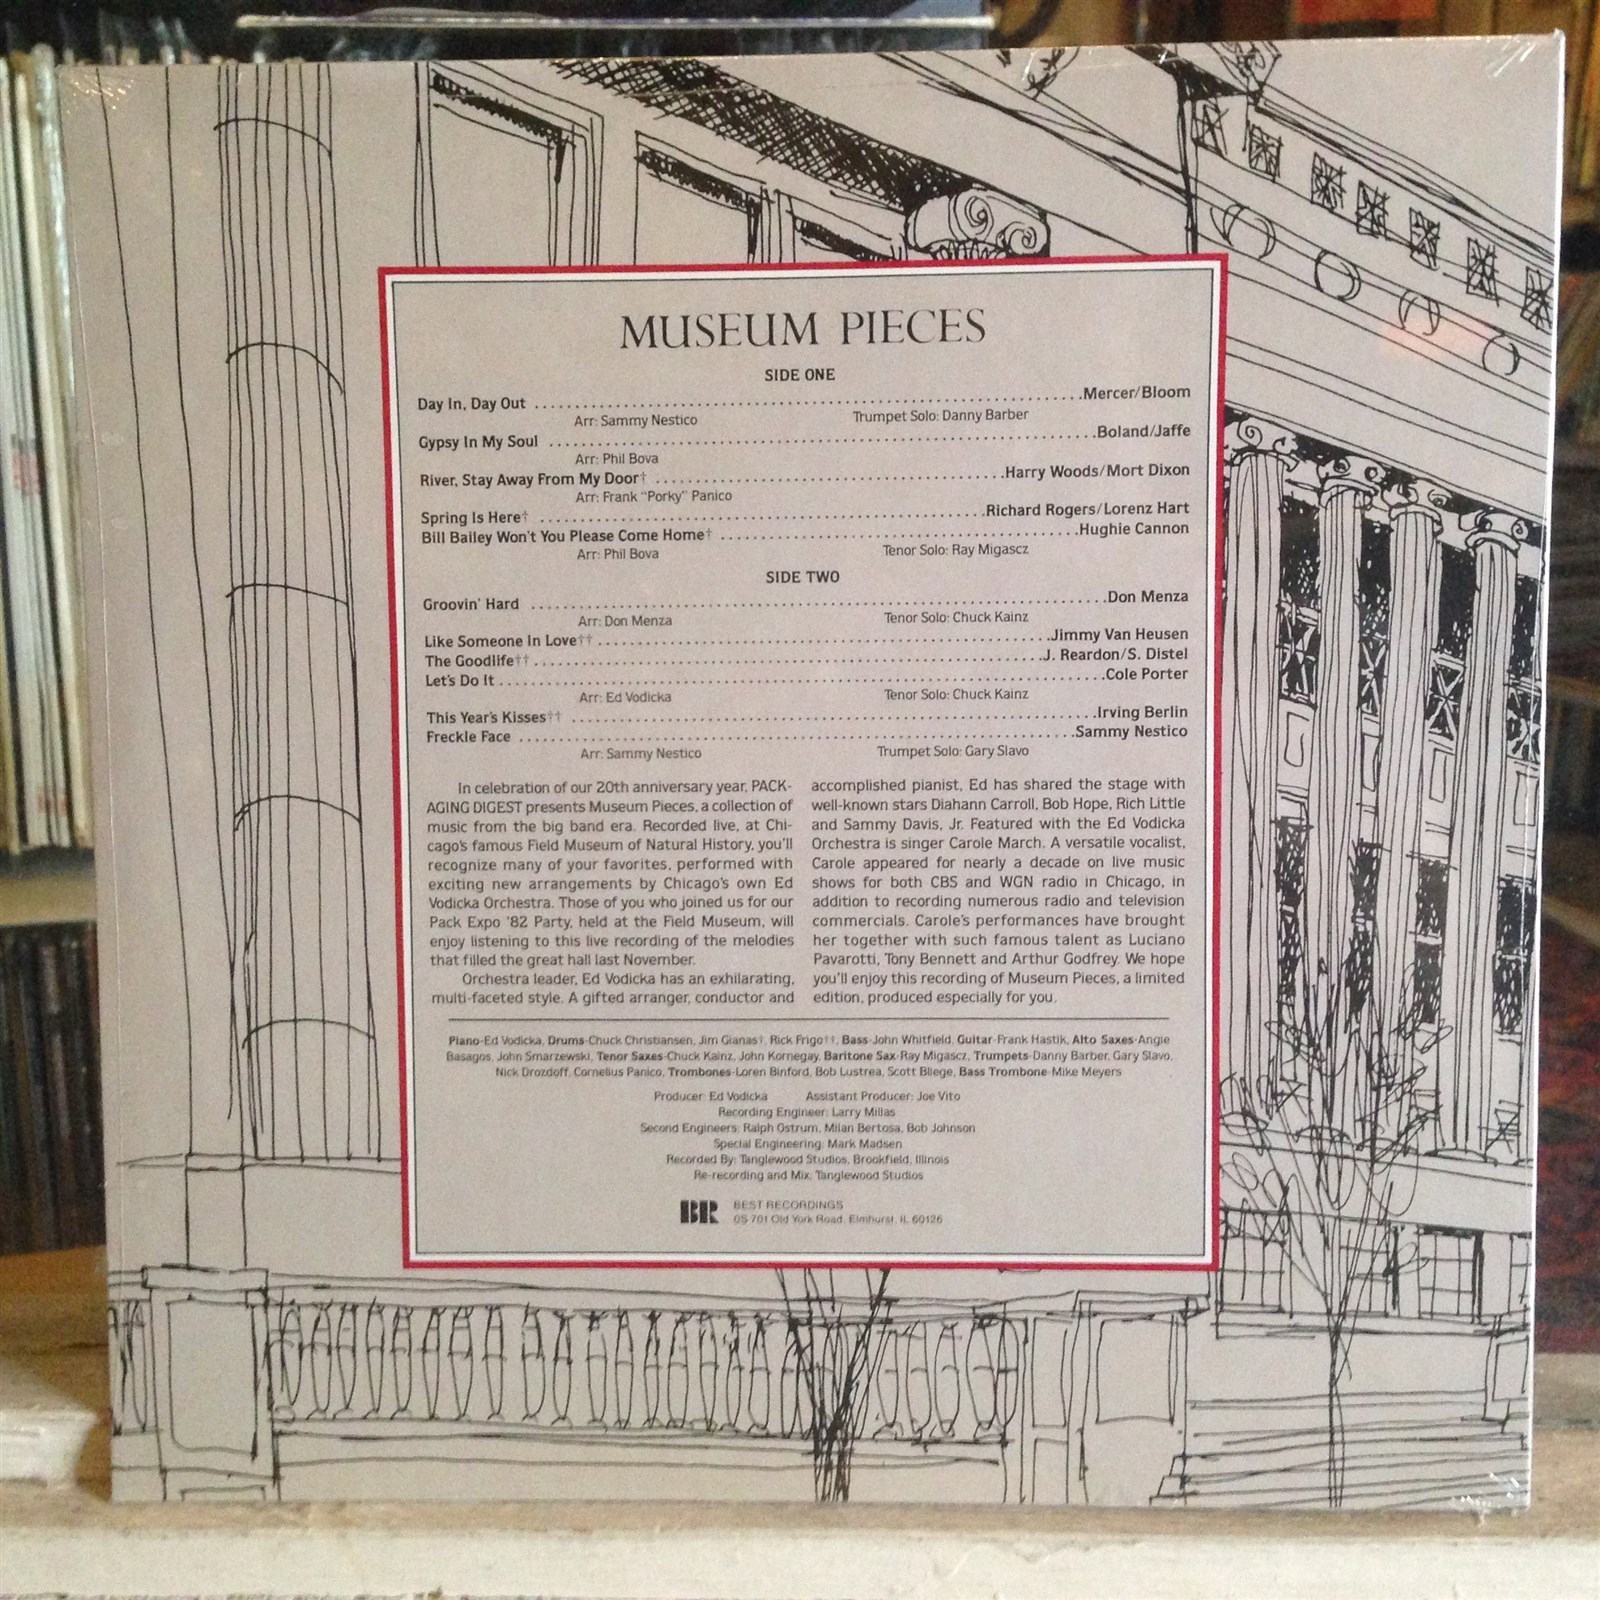 MUSEUM PIECES
SIDE ONE
Day In, Day Out ........ Mercer/Bloom
Arr: Sammy Nestico Trumpet Solo: Danny Barber
Gypsy In My Soul ........ Boland/Jaffe
Arr: Phil Bova
River, Stay Away From My Door† ........ Harry Woods/Mort Dixon
Arr: Frank "Porky" Panico
Spring Is Here† ........ Richard Rogers/Lorenz Hart
Bill Bailey Won't You Please Come Home† ........ Hughie Cannon
Arr: Phil Bova Tenor Solo: Ray Migascz
SIDE TWO
Groovin' Hard ........ Don Menza
Arr: Don Menza Tenor Solo: Chuck Kainz
Like Someone In Love†† ........ Jimmy Van Heusen
The Goodlife†† ........ J. Reardon/S. Distel
Let's Do It ........ Cole Porter
Arr: Ed Vodicka Tenor Solo: Chuck Kainz
This Year's Kisses†† ........ Irving Berlin
Freckle Face ........ Sammy Nestico
Arr: Sammy Nestico Trumpet Solo: Gary Slavo
In celebration of our 20th anniversary year, PACK-
AGING DIGEST presents Museum Pieces, a collection of
music from the big band era. Recorded live, at Chi-
cago's famous Field Museum of Natural History, you'll
recognize many of your favorites, performed with
exciting new arrangements by Chicago's own Ed
Vodicka Orchestra. Those of you who joined us for our
Pack Expo '82 Party, held at the Field Museum, will
enjoy listening to this live recording of the melodies
that filled the great hall last November.
Orchestra leader, Ed Vodicka has an exhilarating,
multi-faceted style. A gifted arranger, conductor and
accomplished pianist, Ed has shared the stage with
well-known stars Diahann Carroll, Bob Hope, Rich Little
and Sammy Davis, Jr. Featured with the Ed Vodicka
Orchestra is singer Carole March. A versatile vocalist,
Carole appeared for nearly a decade on live music
shows for both CBS and WGN radio in Chicago, in
addition to recording numerous radio and television
commercials. Carole's performances have brought
her together with such famous talent as Luciano
Pavarotti, Tony Bennett and Arthur Godfrey. We hope
you'll enjoy this recording of Museum Pieces, a limited
edition, produced especially for you.
Piano-Ed Vodicka, Drums-Chuck Christiansen, Jim Gianas†, Rick Frigo††, Bass-John Whitfield, Guitar-Frank Hastik, Alto Saxes-Angie
Basagos, John Smarzewski, Tenor Saxes-Chuck Kainz, John Kornegay, Baritone Sax-Ray Migascz, Trumpets-Danny Barber, Gary Slavo,
Nick Drozdoff, Cornelius Panico, Trombones-Loren Binford, Bob Lustrea, Scott Bliege, Bass Trombone-Mike Meyers
Producer: Ed Vodicka Assistant Producer: Joe Vito
Recording Engineer: Larry Millas
Second Engineers: Ralph Ostrum, Milan Bertosa, Bob Johnson
Special Engineering: Mark Madsen
Recorded By: Tanglewood Studios, Brookfield, Illinois
Re-recording and Mix: Tanglewood Studios
BR BEST RECORDINGS
OS 701 Old York Road, Elmhurst, IL 60126